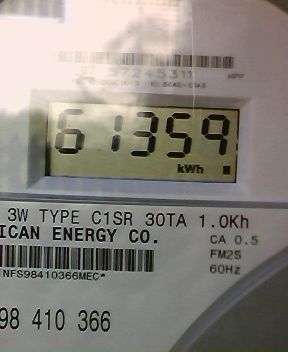 37245311
61359
kWh
3W TYPE C1SR 30TA 1.0Kh
ICAN ENERGY CO.
CA 0.5
FM2S
NFS98410366MEC*
60Hz
98 410 366